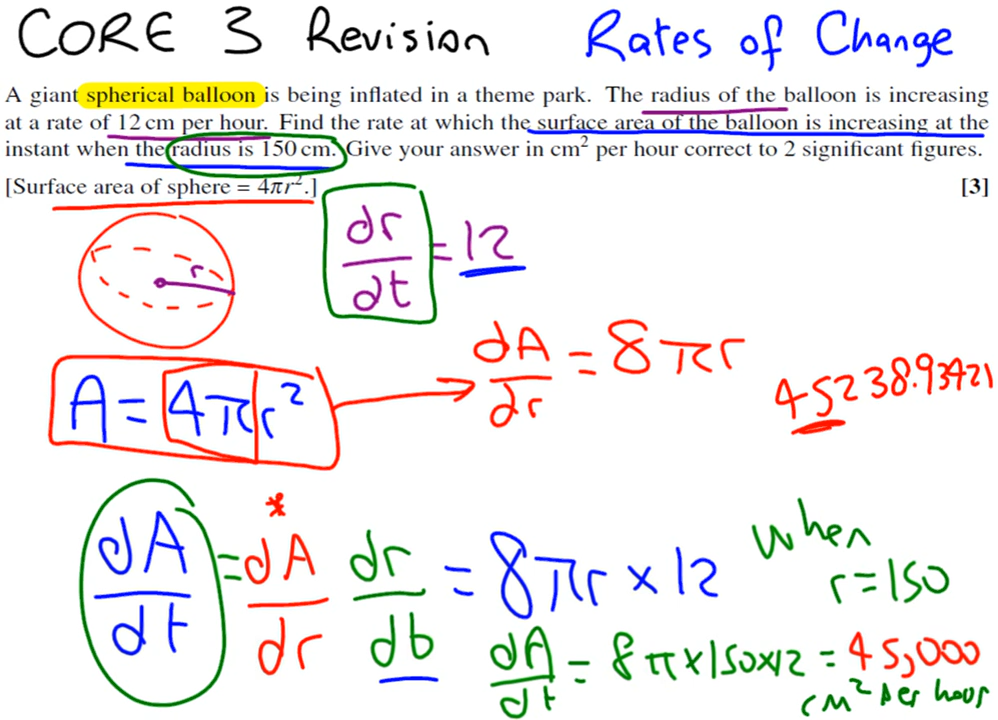 CORE 3 Revision Rates of Change
A giant spherical balloon is being inflated in a theme park. The radius of the balloon is increasing
at a rate of 12 cm per hour. Find the rate at which the surface area of the balloon is increasing at the
instant when the radius is 150 cm. Give your answer in cm² per hour correct to 2 significant figures.
[Surface area of sphere = 4πr².] [3]
dr/dt = 12
r
dA/dr = 8πr
A = 4πr²
45238.93421
*
dA/dt = dA/dr dr/db = 8πr × 12
when
r = 150
dA/dt = 8π×150×12 = 45,000
cm² per hour